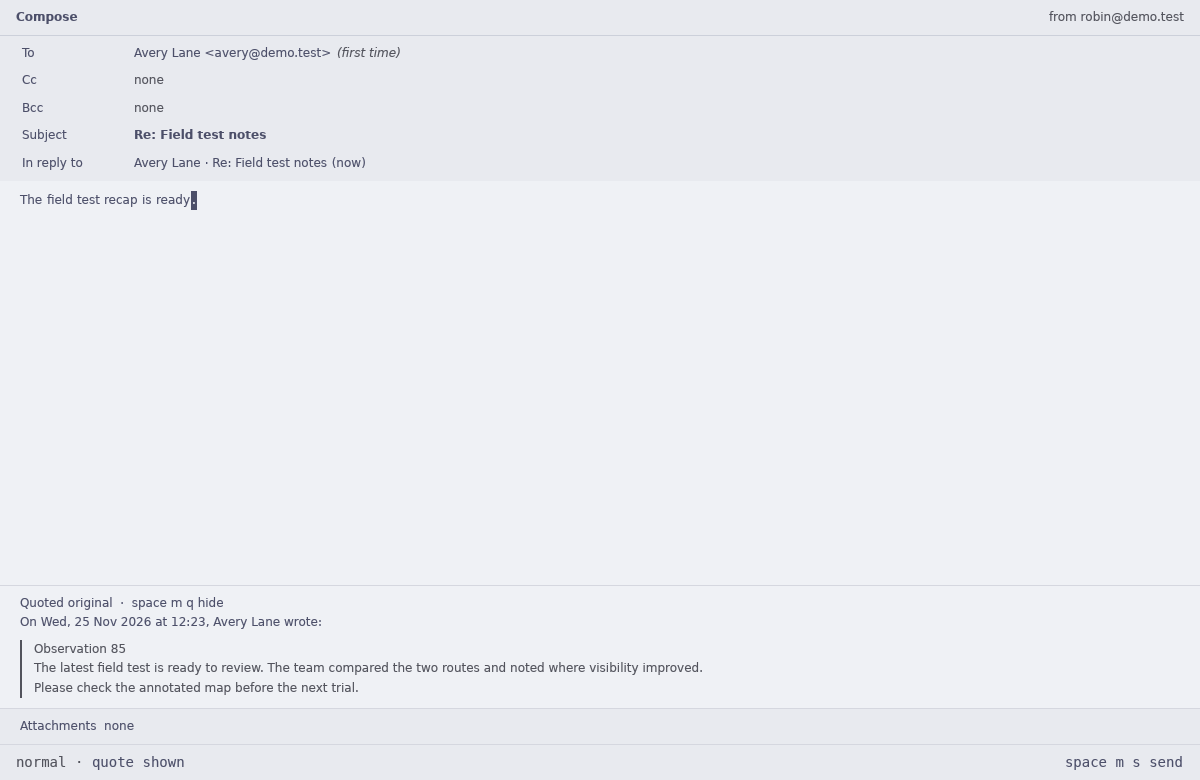 Compose
from robin@demo.test
To Avery Lane <avery@demo.test> (first time)
Cc none
Bcc none
Subject Re: Field test notes
In reply to Avery Lane · Re: Field test notes (now)
The field test recap is ready.
Quoted original · space m q hide
On Wed, 25 Nov 2026 at 12:23, Avery Lane wrote:
Observation 85
The latest field test is ready to review. The team compared the two routes and noted where visibility improved.
Please check the annotated map before the next trial.
Attachments none
normal · quote shown
space m s send